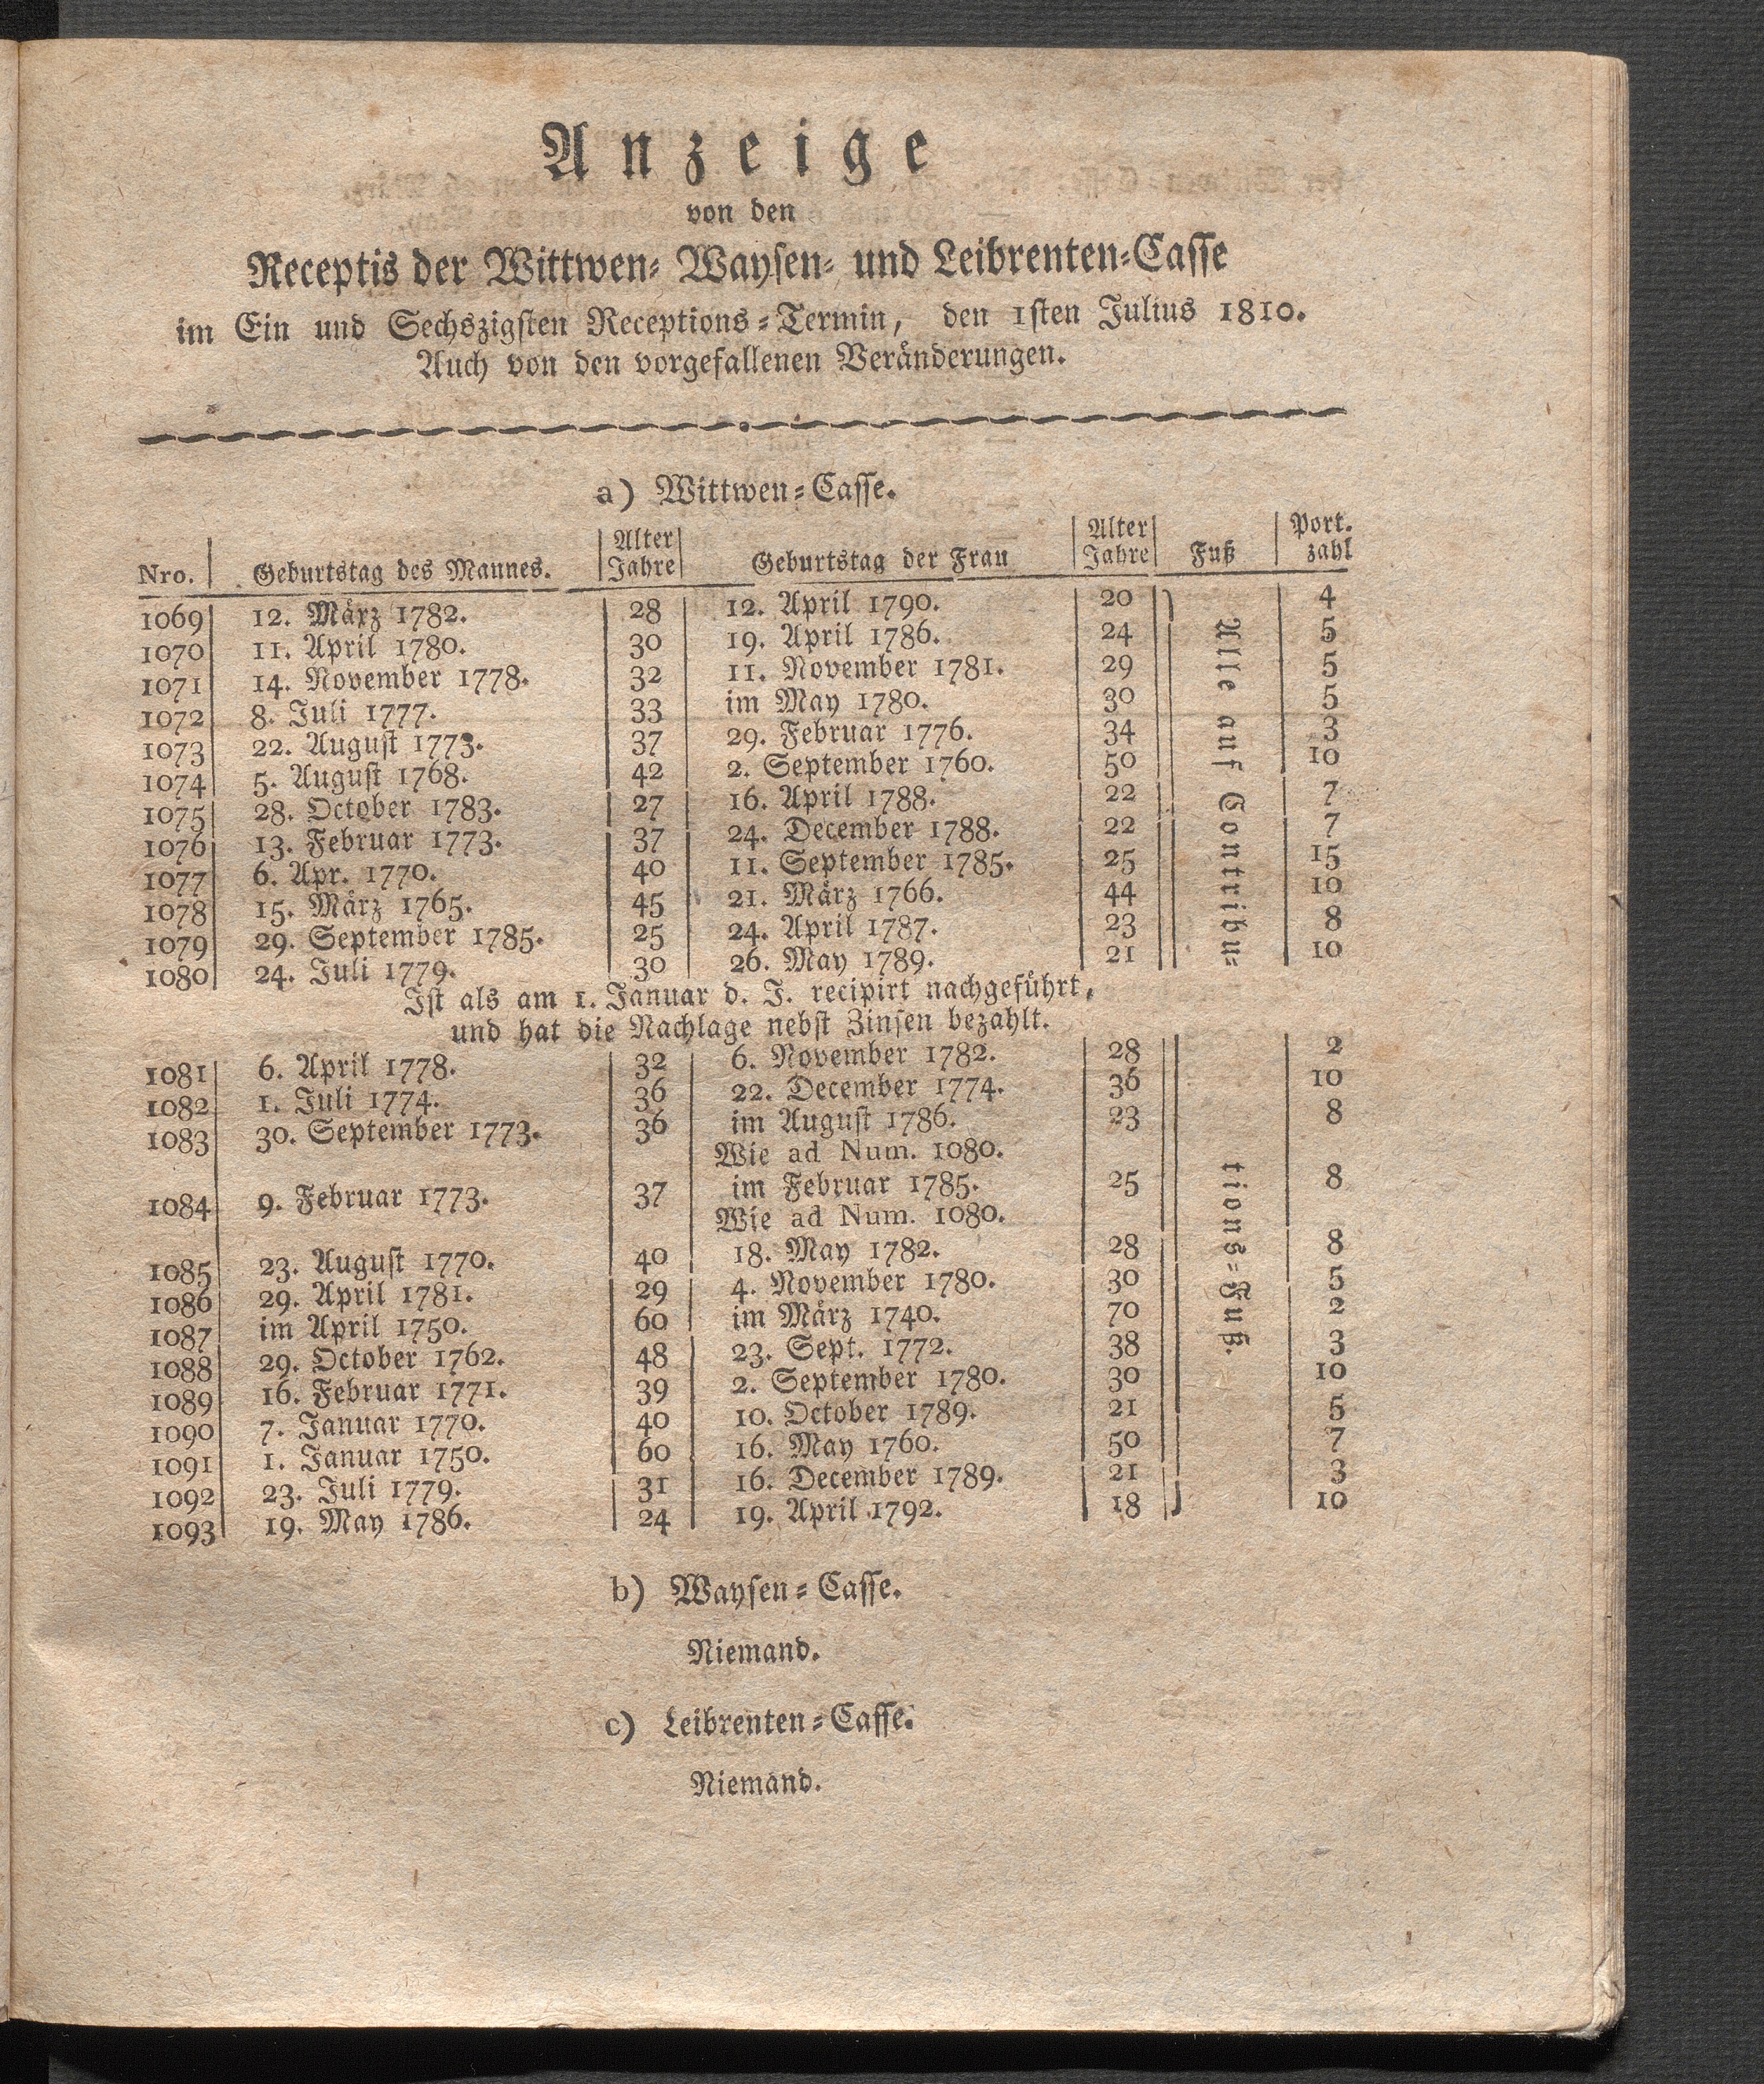 Anzeige
von den
Receptis der Wittwen- Waysen- und Leibrenten-Casse
im Ein und Sechszigsten Receptions-Termin, den 1sten Julius 1810.
Auch von den vorgefallenen Veränderungen.
a) Wittwen-Casse.
Nro. Geburtstag des Mannes. Alter Jahre Geburtstag der Frau Alter Jahre Fuß Port. zahl
1069 12. März 1782. 28 12. April 1790. 20 4
1070 11. April 1780. 30 19. April 1786. 24 5
1071 14. November 1778. 32 11. November 1781. 29 5
1072 8. Juli 1777. 33 im May 1780. 30 5
1073 22. August 1773. 37 29. Februar 1776. 34 3
1074 5. August 1768. 42 2. September 1760. 50 10
1075 28. October 1783. 27 16. April 1788. 22 7
1076 13. Februar 1773. 37 24. December 1788. 22 7
1077 6. Apr. 1770. 40 11. September 1785. 25 15
1078 15. März 1765. 45 21. März 1766. 44 10
1079 29. September 1785. 25 24. April 1787. 23 8
1080 24. Juli 1779. 30 26. May 1789. 21 10
Alle auf Contribu-
Ist als am 1. Januar d. J. recipirt nachgeführt,
und hat die Nachlage nebst Zinsen bezahlt.
1081 6. April 1778. 32 6. November 1782. 28 2
1082 1. Juli 1774. 36 22. December 1774. 36 10
1083 30. September 1773. 36 im August 1786. 23 8
Wie ad Num. 1080.
1084 9. Februar 1773. 37 im Februar 1785. 25 8
Wie ad Num. 1080.
1085 23. August 1770. 40 18. May 1782. 28 8
1086 29. April 1781. 29 4. November 1780. 30 5
1087 im April 1750. 60 im März 1740. 70 2
1088 29. October 1762. 48 23. Sept. 1772. 38 3
1089 16. Februar 1771. 39 2. September 1780. 30 10
1090 7. Januar 1770. 40 10. October 1789. 21 5
1091 1. Januar 1750. 60 16. May 1760. 50 7
1092 23. Juli 1779. 31 16. December 1789. 21 3
1093 19. May 1786. 24 19. April 1792. 18 10
tions-Fuß.
b) Waysen-Casse.
Niemand.
c) Leibrenten-Casse.
Niemand.